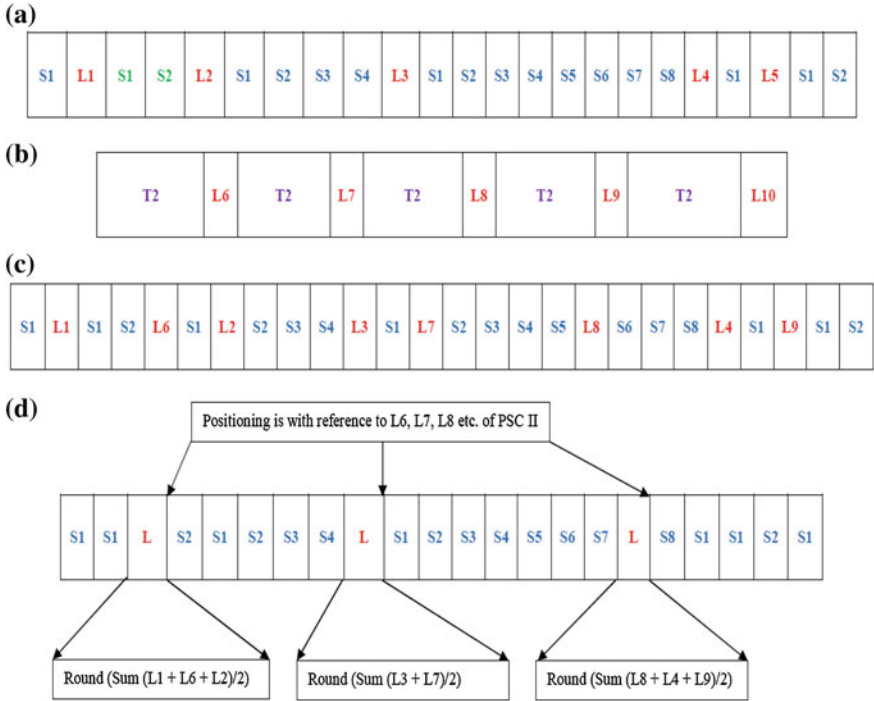 (a)
S1 L1 S1 S2 L2 S1 S2 S3 S4 L3 S1 S2 S3 S4 S5 S6 S7 S8 L4 S1 L5 S1 S2
(b)
T2 L6 T2 L7 T2 L8 T2 L9 T2 L10
(c)
S1 L1 S1 S2 L6 S1 L2 S2 S3 S4 L3 S1 L7 S2 S3 S4 S5 L8 S6 S7 S8 L4 S1 L9 S1 S2
(d)
Positioning is with reference to L6, L7, L8 etc. of PSC II
S1 S1 L S2 S1 S2 S3 S4 L S1 S2 S3 S4 S5 S6 S7 L S8 S1 S1 S2 S1
Round (Sum (L1 + L6 + L2)/2) Round (Sum (L3 + L7)/2) Round (Sum (L8 + L4 + L9)/2)